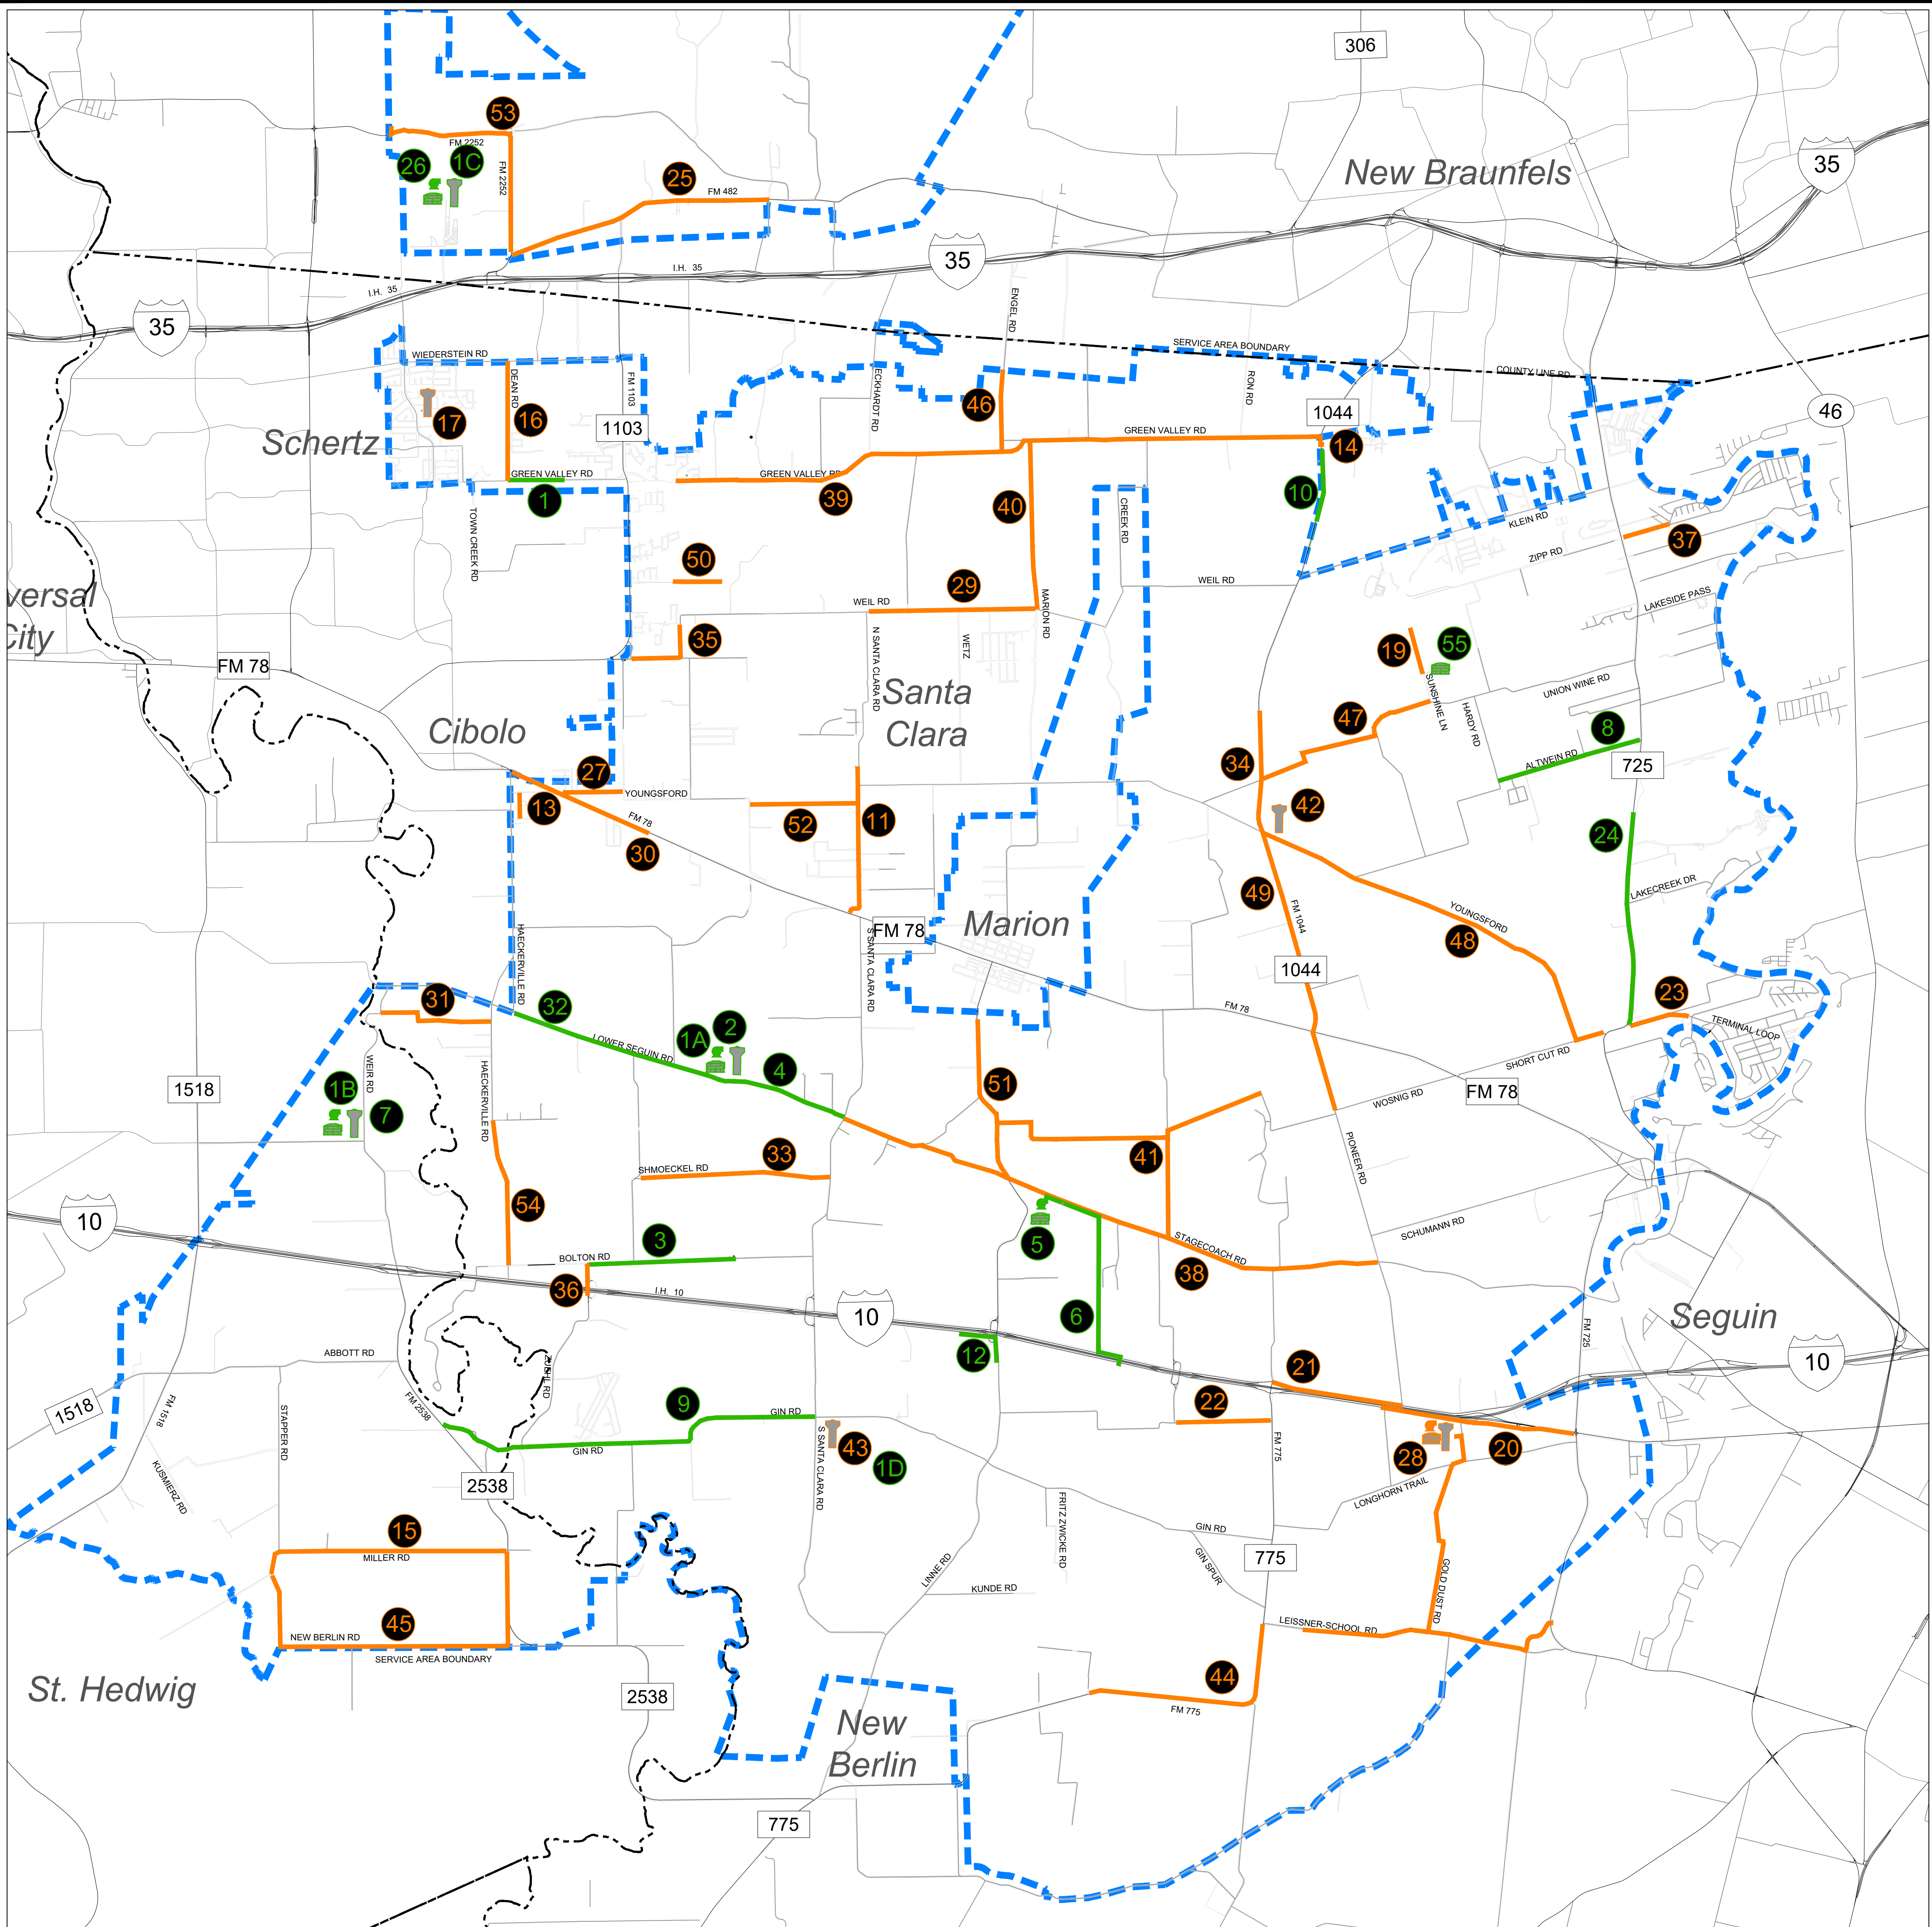 306
53
FM 2252
26
1C
FM 2252
25
FM 482
New Braunfels
35
35
I.H. 35
I.H. 35
35
ENGEL RD
SERVICE AREA BOUNDARY
COUNTY LINE RD
WIEDERSTEIN RD
DEAN RD
FM 1103
ECKHARDT RD
RON RD
46
17
16
1103
46
1044
14
Schertz
GREEN VALLEY RD
GREEN VALLEY RD
GREEN VALLEY RD
1
39
40
10
CREEK RD
TOWN CREEK RD
KLEIN RD
37
ZIPP RD
50
29
WEIL RD
WEIL RD
MARION RD
LAKESIDE PASS
versal
City
35
N SANTA CLARA RD
WETZ
19
55
FM 78
Santa
Clara
SUNSHINE LN
UNION WINE RD
HARDY RD
47
8
Cibolo
34
ALTWEIN RD
725
27
YOUNGSFORD
13
FM 78
30
52
11
42
24
LAKECREEK DR
49
FM 1044
YOUNGSFORD
48
FM 78
Marion
HAECKERVILLE RD
S SANTA CLARA RD
1044
31
32
23
FM 78
TERMINAL LOOP
LOWER SEGUIN RD
1A
2
4
SHORT CUT RD
WEIR RD
HAECKERVILLE RD
1518
1B
7
51
WOSNIG RD
FM 78
PIONEER RD
41
SHMOECKEL RD
33
10
54
3
5
STAGECOACH RD
38
SCHUMANN RD
BOLTON RD
36
I.H. 10
10
6
Seguin
FM 725
12
10
ABBOTT RD
ZUEHL RD
21
1518
FM 1518
STAPPER RD
FM 2538
9
GIN RD
GIN RD
S SANTA CLARA RD
43
1D
22
FM 775
28
20
LONGHORN TRAIL
KUSMIERZ RD
2538
FRITZ ZWICKE RD
GIN RD
15
MILLER RD
LINNE RD
KUNDE RD
GIN SPUR
775
GOLD DUST RD
45
NEW BERLIN RD
SERVICE AREA BOUNDARY
LEISSNER-SCHOOL RD
St. Hedwig
2538
44
FM 775
New
Berlin
775